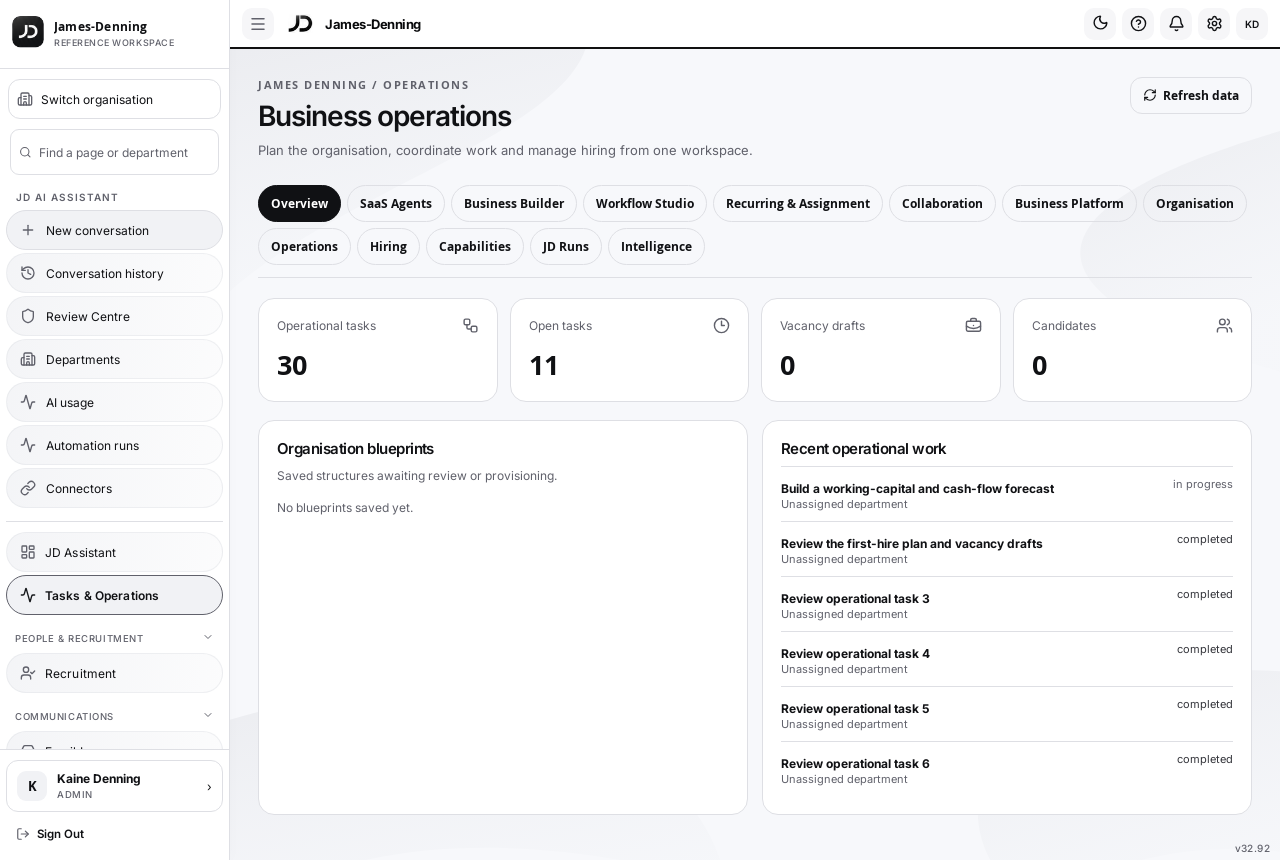 James-Denning
REFERENCE WORKSPACE
Switch organisation
Find a page or department
JD AI ASSISTANT
New conversation
Conversation history
Review Centre
Departments
AI usage
Automation runs
Connectors
JD Assistant
Tasks & Operations
PEOPLE & RECRUITMENT
Recruitment
COMMUNICATIONS
Kaine Denning
K
ADMIN
Sign Out
JD James-Denning
KD
JAMES DENNING / OPERATIONS
Business operations
Plan the organisation, coordinate work and manage hiring from one workspace.
Refresh data
Overview SaaS Agents Business Builder Workflow Studio Recurring & Assignment Collaboration Business Platform Organisation
Operations Hiring Capabilities JD Runs Intelligence
Operational tasks
30
Open tasks
11
Vacancy drafts
0
Candidates
0
Organisation blueprints
Saved structures awaiting review or provisioning.
No blueprints saved yet.
Recent operational work
Build a working-capital and cash-flow forecast in progress
Unassigned department
Review the first-hire plan and vacancy drafts completed
Unassigned department
Review operational task 3 completed
Unassigned department
Review operational task 4 completed
Unassigned department
Review operational task 5 completed
Unassigned department
Review operational task 6 completed
Unassigned department
v32.92